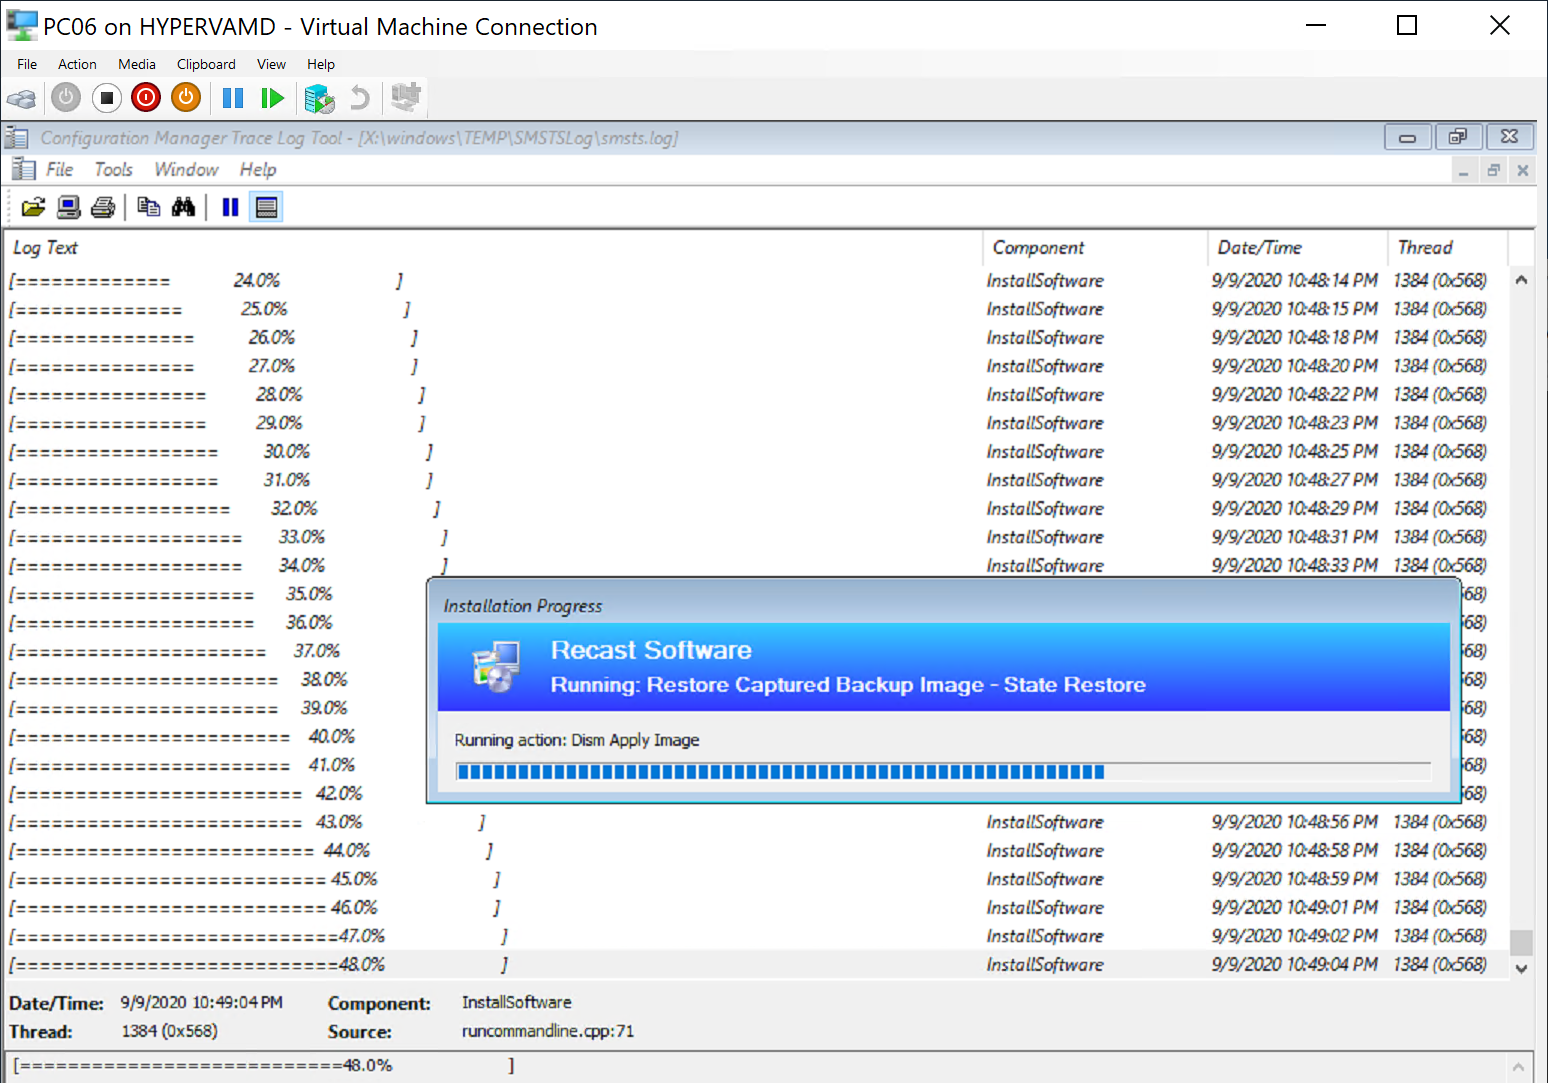 PC06 on HYPERVAMD - Virtual Machine Connection
File Action Media Clipboard View Help
Configuration Manager Trace Log Tool - [X:\windows\TEMP\SMSTSLog\smsts.log]
File Tools Window Help
Log Text Component Date/Time Thread
[============= 24.0% ] InstallSoftware 9/9/2020 10:48:14 PM 1384 (0x568)
[============== 25.0% ] InstallSoftware 9/9/2020 10:48:15 PM 1384 (0x568)
[=============== 26.0% ] InstallSoftware 9/9/2020 10:48:18 PM 1384 (0x568)
[=============== 27.0% ] InstallSoftware 9/9/2020 10:48:20 PM 1384 (0x568)
[================ 28.0% ] InstallSoftware 9/9/2020 10:48:22 PM 1384 (0x568)
[================ 29.0% ] InstallSoftware 9/9/2020 10:48:23 PM 1384 (0x568)
[================= 30.0% ] InstallSoftware 9/9/2020 10:48:25 PM 1384 (0x568)
[================= 31.0% ] InstallSoftware 9/9/2020 10:48:27 PM 1384 (0x568)
[================== 32.0% ] InstallSoftware 9/9/2020 10:48:29 PM 1384 (0x568)
[=================== 33.0% ] InstallSoftware 9/9/2020 10:48:31 PM 1384 (0x568)
[=================== 34.0% ] InstallSoftware 9/9/2020 10:48:33 PM 1384 (0x568)
[==================== 35.0% 568)
[==================== 36.0% 568)
[===================== 37.0% 568)
[====================== 38.0% 568)
[====================== 39.0% 568)
[======================= 40.0% 568)
[======================= 41.0% 568)
[======================== 42.0% 568)
Installation Progress
Recast Software
Running: Restore Captured Backup Image - State Restore
Running action: Dism Apply Image
[======================== 43.0% ] InstallSoftware 9/9/2020 10:48:56 PM 1384 (0x568)
[========================= 44.0% ] InstallSoftware 9/9/2020 10:48:58 PM 1384 (0x568)
[========================== 45.0% ] InstallSoftware 9/9/2020 10:48:59 PM 1384 (0x568)
[========================== 46.0% ] InstallSoftware 9/9/2020 10:49:01 PM 1384 (0x568)
[===========================47.0% ] InstallSoftware 9/9/2020 10:49:02 PM 1384 (0x568)
[===========================48.0% ] InstallSoftware 9/9/2020 10:49:04 PM 1384 (0x568)
Date/Time: 9/9/2020 10:49:04 PM Component: InstallSoftware
Thread: 1384 (0x568) Source: runcommandline.cpp:71
[===========================48.0% ]